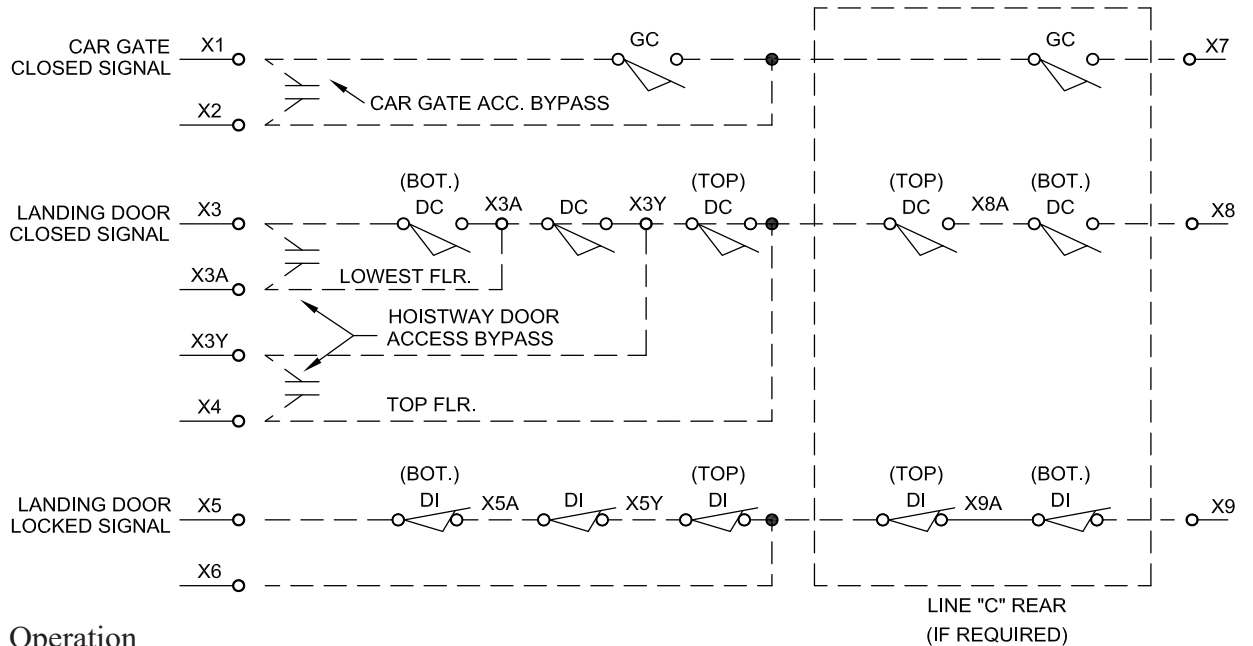 GC GC
CAR GATE X1 X7
CLOSED SIGNAL
CAR GATE ACC. BYPASS
X2
(BOT.) (TOP) (TOP) (BOT.)
LANDING DOOR X3 DC X3A DC X3Y DC DC X8A DC X8
CLOSED SIGNAL
X3A LOWEST FLR.
HOISTWAY DOOR
X3Y ACCESS BYPASS
X4 TOP FLR.
(BOT.) (TOP) (TOP) (BOT.)
LANDING DOOR X5 DI X5A DI X5Y DI DI X9A DI X9
LOCKED SIGNAL
X6
LINE "C" REAR
Operation (IF REQUIRED)